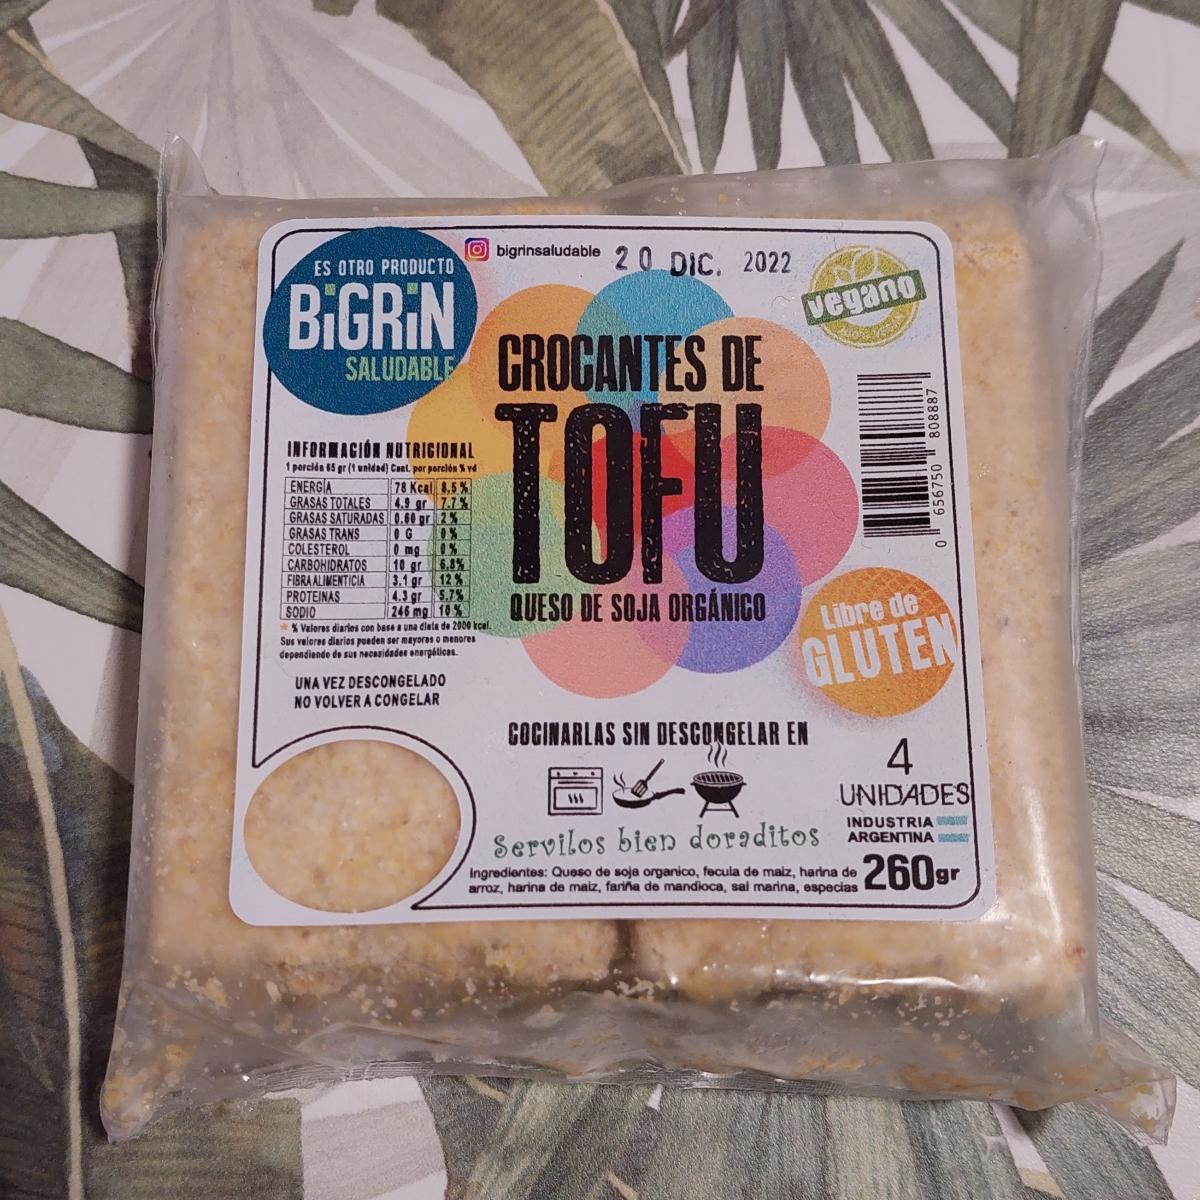 bigrinsaludable
20 DIC. 2022
ES OTRO PRODUCTO
BiGRiN
SALUDABLE
vegano
CROCANTES DE
TOFU
QUESO DE SOJA ORGÁNICO
0 656750 808887
INFORMACIÓN NUTRICIONAL
1 porción 65 gr (1 unidad) Cant. por porción % vd
ENERGÍA 78 Kcal 8,5 %
GRASAS TOTALES 4.9 gr 7.7 %
GRASAS SATURADAS 0.60 gr 2 %
GRASAS TRANS 0 G 0 %
COLESTEROL 0 mg 0 %
CARBOHIDRATOS 10 gr 6.8%
FIBRA ALIMENTICIA 3.1 gr 12 %
PROTEINAS 4.3 gr 5.7%
SODIO 246 mg 10 %
* % Valores diarios con base a una dieta de 2000 kcal.
Sus valores diarios pueden ser mayores o menores
dependiendo de sus necesidades energéticas.
Libre de
GLUTEN
UNA VEZ DESCONGELADO
NO VOLVER A CONGELAR
COCINARLAS SIN DESCONGELAR EN
Servilos bien doraditos
4
UNIDADES
INDUSTRIA
ARGENTINA
260gr
Ingredientes: Queso de soja organico, fecula de maiz, harina de
arroz, harina de maiz, fariña de mandioca, sal marina, especias